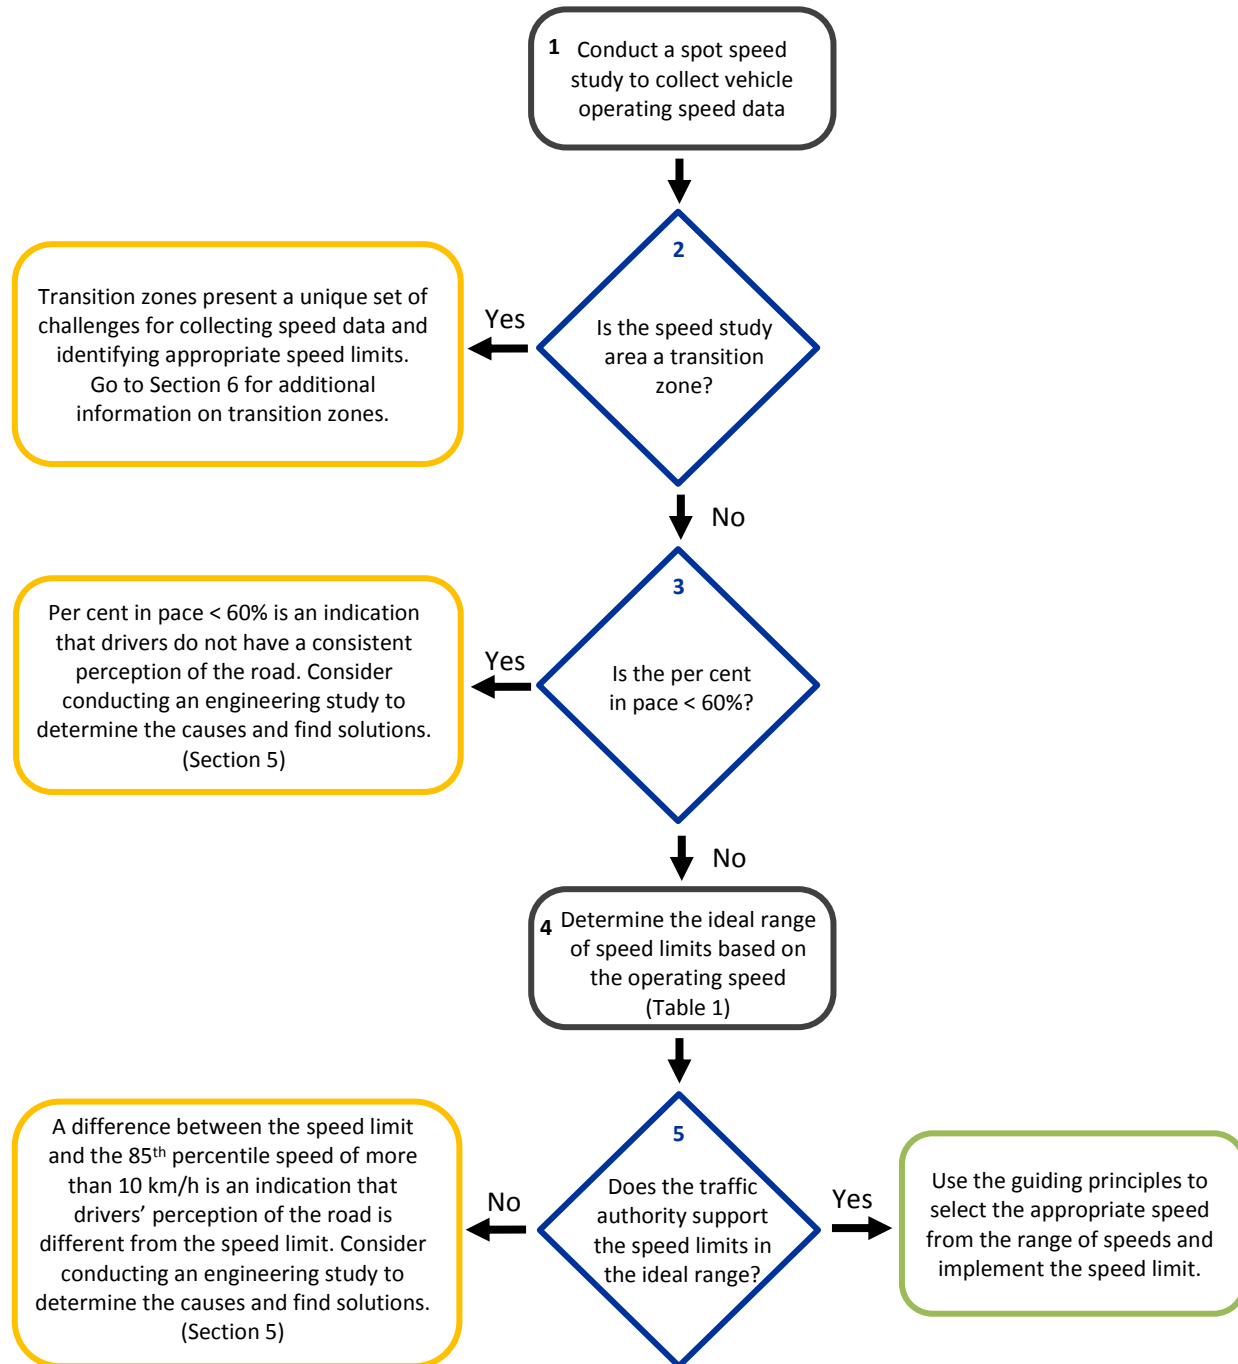 1 Conduct a spot speed
study to collect vehicle
operating speed data
2
Is the speed study
area a transition
zone?
Yes
Transition zones present a unique set of
challenges for collecting speed data and
identifying appropriate speed limits.
Go to Section 6 for additional
information on transition zones.
No
3
Is the per cent
in pace < 60%?
Yes
Per cent in pace < 60% is an indication
that drivers do not have a consistent
perception of the road. Consider
conducting an engineering study to
determine the causes and find solutions.
(Section 5)
No
4 Determine the ideal range
of speed limits based on
the operating speed
(Table 1)
5
Does the traffic
authority support
the speed limits in
the ideal range?
No
A difference between the speed limit
and the 85th percentile speed of more
than 10 km/h is an indication that
drivers’ perception of the road is
different from the speed limit. Consider
conducting an engineering study to
determine the causes and find solutions.
(Section 5)
Yes
Use the guiding principles to
select the appropriate speed
from the range of speeds and
implement the speed limit.